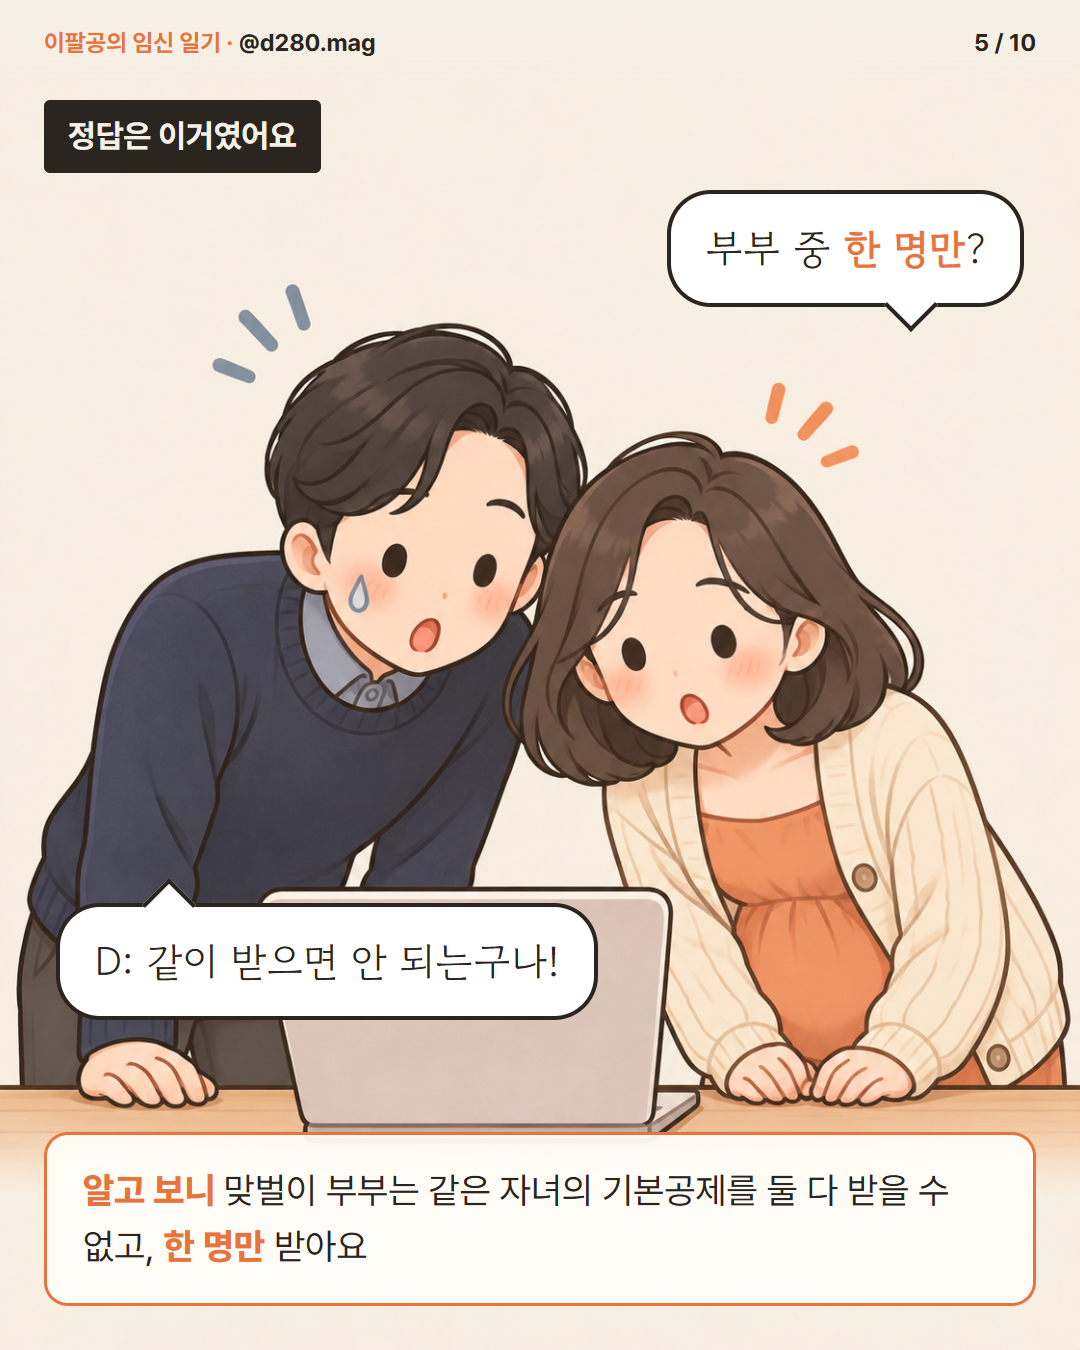 이팔공의 임신 일기 · @d280.mag
5 / 10
정답은 이거였어요
부부 중 한 명만?
D: 같이 받으면 안 되는구나!
알고 보니 맞벌이 부부는 같은 자녀의 기본공제를 둘 다 받을 수
없고, 한 명만 받아요